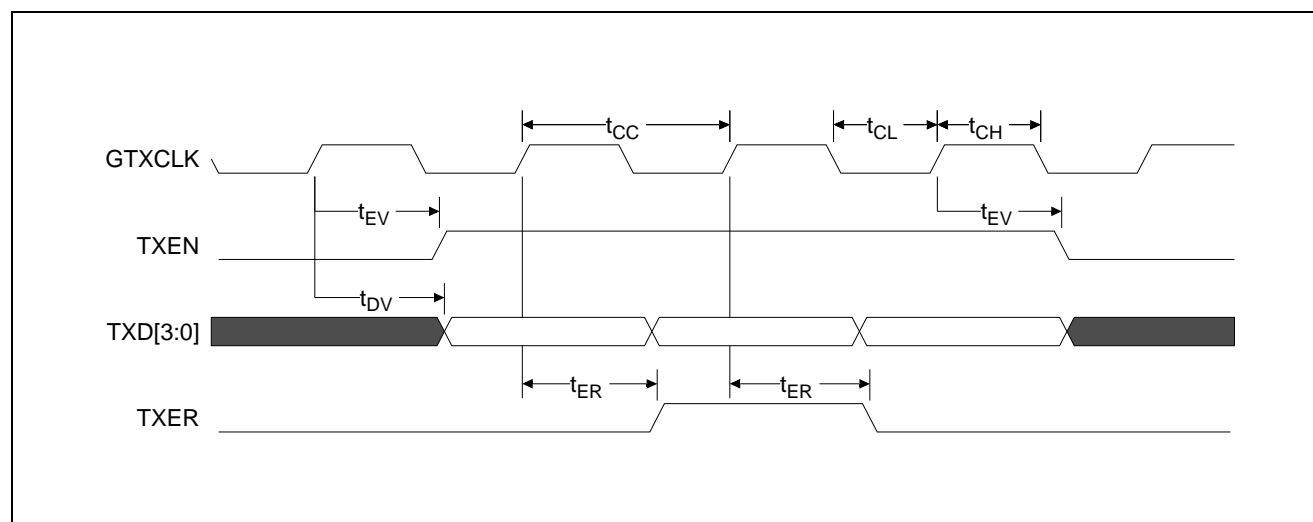 tCC
tCL
tCH
GTXCLK
tEV
tEV
TXEN
tDV
TXD[3:0]
tER
tER
TXER